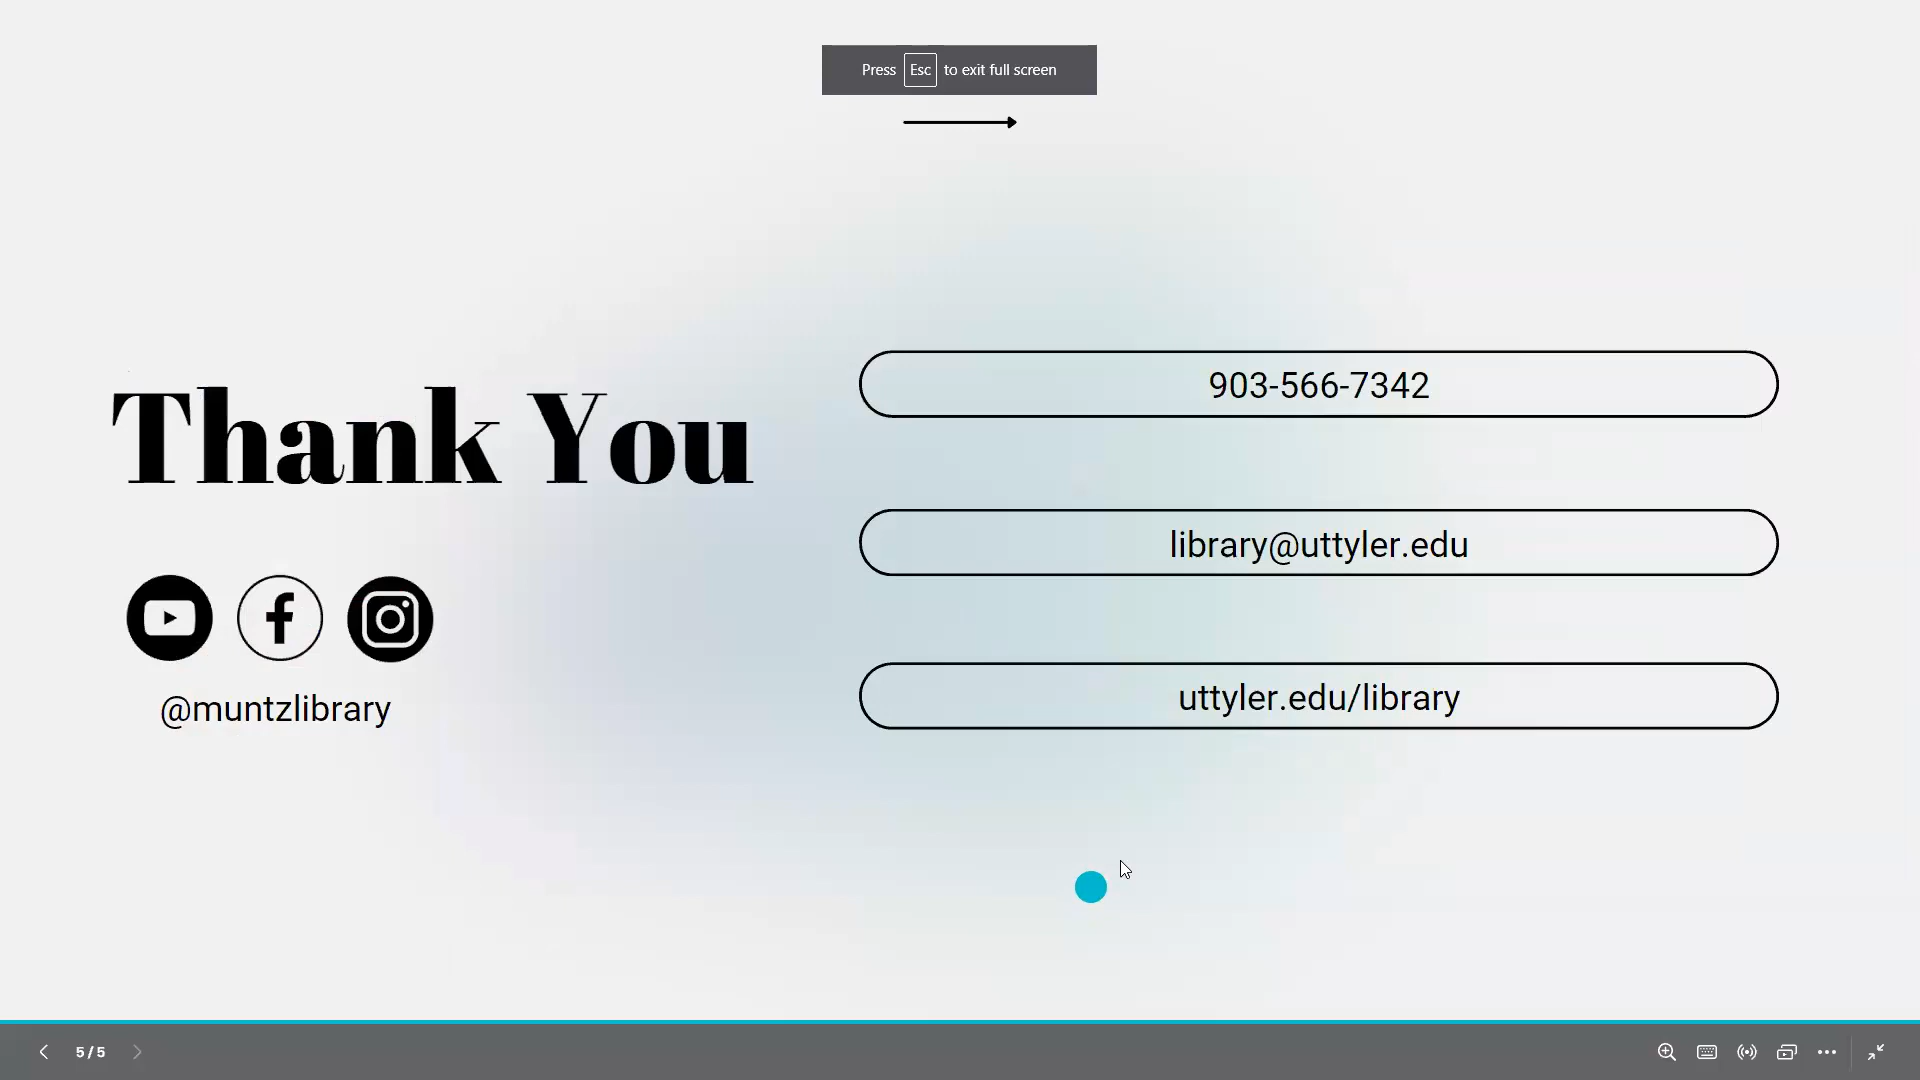 Press Esc to exit full screen
Thank You
@muntzlibrary
903-566-7342
library@uttyler.edu
uttyler.edu/library
5/5